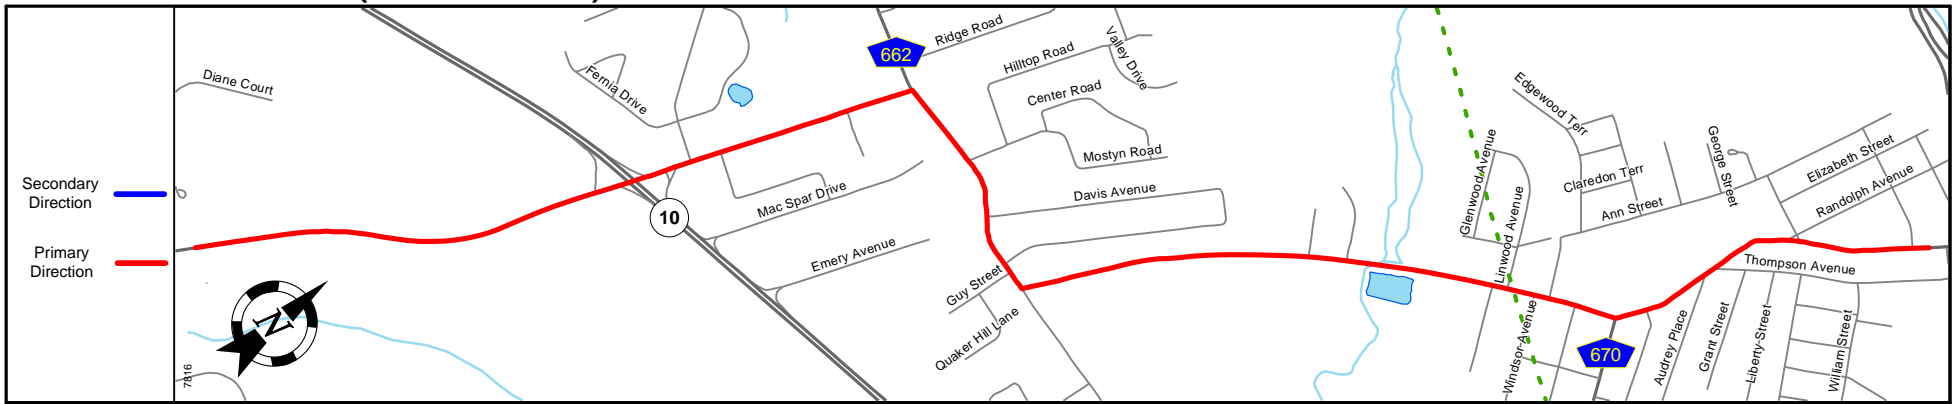 Secondary
Direction
Primary
Direction
7816
Diane Court
Fernia Drive
10
Mac Spar Drive
Emery Avenue
662
Ridge Road
Hilltop Road
Valley Drive
Center Road
Mostyn Road
Davis Avenue
Guy Street
Quaker Hill Lane
Glenwood Avenue
Linwood Avenue
Windsor Avenue
Edgewood Terr
Claredon Terr
Ann Street
George Street
Elizabeth Street
Randolph Avenue
Thompson Avenue
670
Audrey Place
Grant Street
Liberty Street
William Street
N